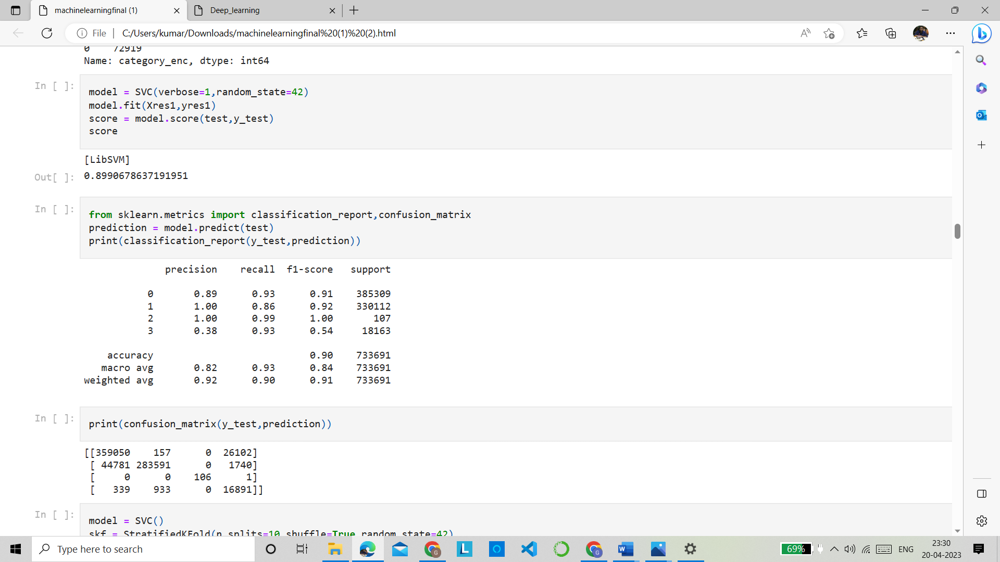 machinelearningfinal (1)
Deep_learning
File
C:/Users/kumar/Downloads/machinelearningfinal%20(1)%20(2).html
0    72919
Name: category_enc, dtype: int64
In [ ]:
model = SVC(verbose=1,random_state=42)
model.fit(Xres1,yres1)
score = model.score(test,y_test)
score
[LibSVM]
Out[ ]: 0.8990678637191951
In [ ]:
from sklearn.metrics import classification_report,confusion_matrix
prediction = model.predict(test)
print(classification_report(y_test,prediction))
precision    recall  f1-score   support
0       0.89      0.93      0.91    385309
1       1.00      0.86      0.92    330112
2       1.00      0.99      1.00       107
3       0.38      0.93      0.54     18163
accuracy                           0.90    733691
macro avg       0.82      0.93      0.84    733691
weighted avg       0.92      0.90      0.91    733691
In [ ]:
print(confusion_matrix(y_test,prediction))
[[359050    157      0  26102]
[ 44781 283591      0   1740]
[     0      0    106      1]
[   339    933      0  16891]]
In [ ]:
model = SVC()
skf = StratifiedKFold(n_splits=10,shuffle=True,random_state=42)
Type here to search
69%
ENG
23:30
20-04-2023